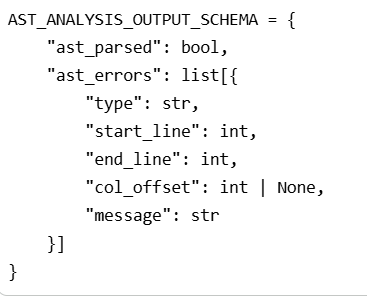 AST_ANALYSIS_OUTPUT_SCHEMA = {
    "ast_parsed": bool,
    "ast_errors": list[{
        "type": str,
        "start_line": int,
        "end_line": int,
        "col_offset": int | None,
        "message": str
    }]
}